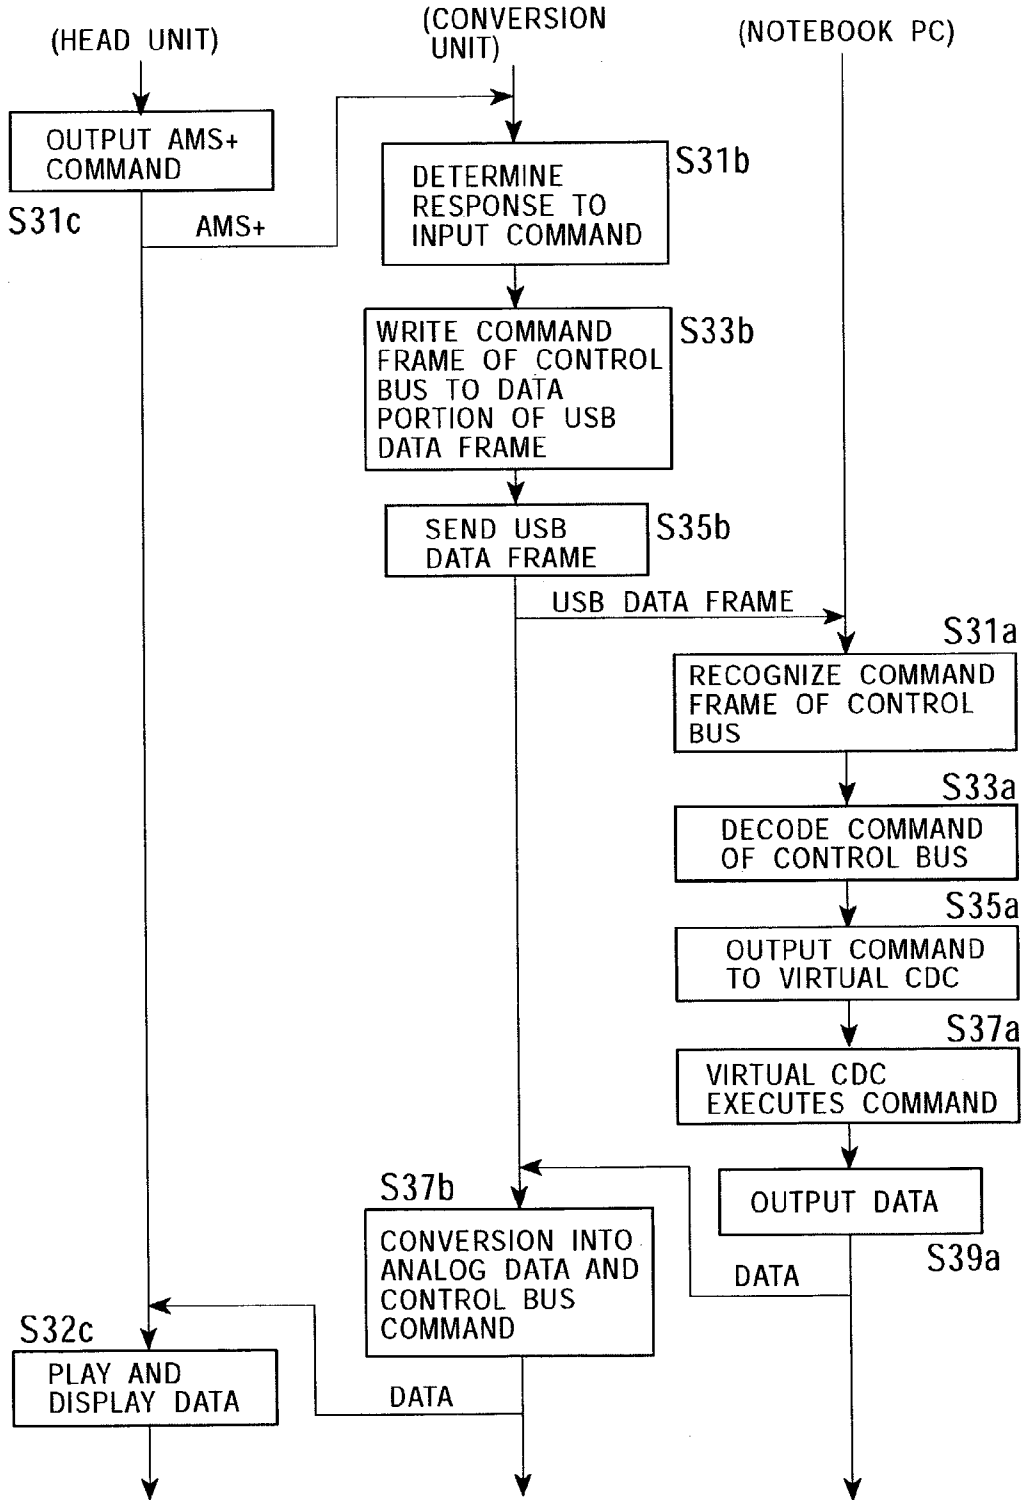 (HEAD UNIT)
(CONVERSION
UNIT)
(NOTEBOOK PC)
OUTPUT AMS+
COMMAND
S31c
AMS+
DETERMINE
RESPONSE TO
INPUT COMMAND
S31b
WRITE COMMAND
FRAME OF CONTROL
BUS TO DATA
PORTION OF USB
DATA FRAME
S33b
SEND USB
DATA FRAME
S35b
USB DATA FRAME
S31a
RECOGNIZE COMMAND
FRAME OF CONTROL
BUS
S33a
DECODE COMMAND
OF CONTROL BUS
S35a
OUTPUT COMMAND
TO VIRTUAL CDC
S37a
VIRTUAL CDC
EXECUTES COMMAND
OUTPUT DATA
S39a
DATA
S37b
CONVERSION INTO
ANALOG DATA AND
CONTROL BUS
COMMAND
DATA
S32c
PLAY AND
DISPLAY DATA